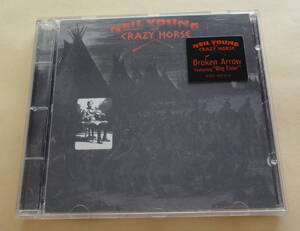 NEIL YOUNG
CRAZY HORSE
NEIL YOUNG
CRAZY HORSE
Broken Arrow
Featuring "Big Time"